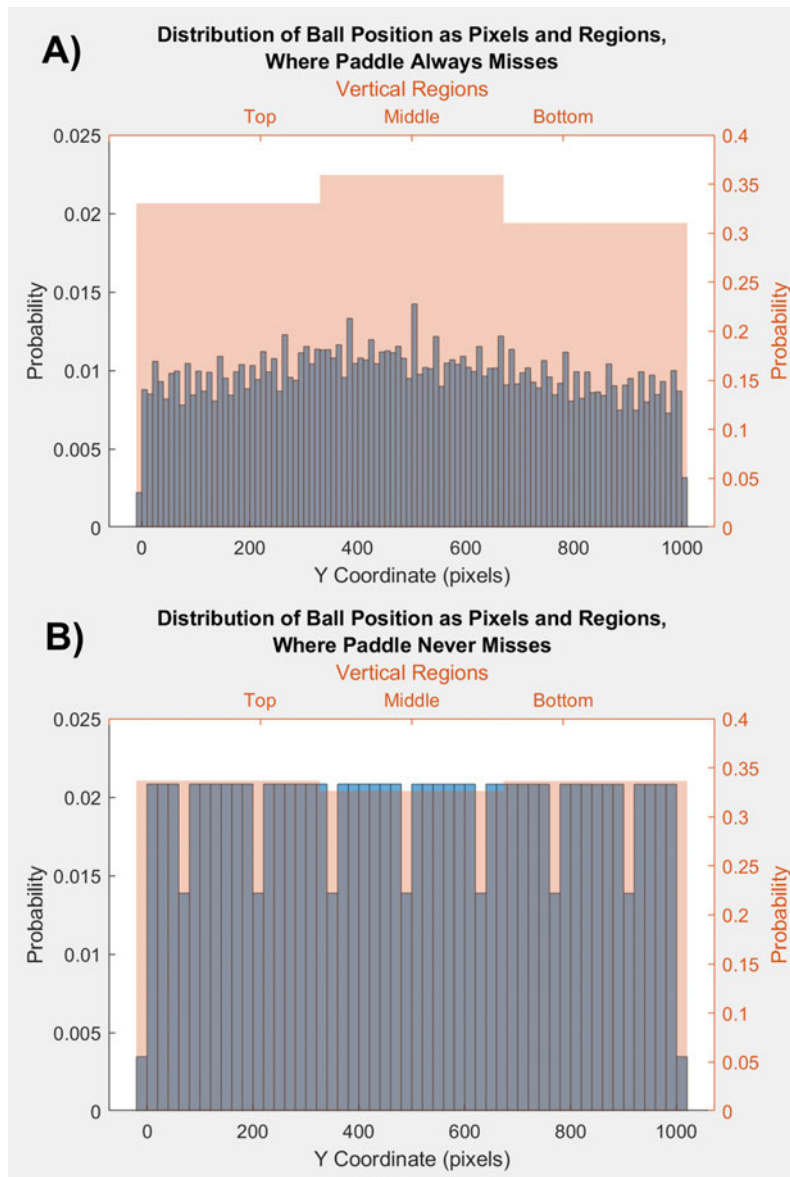 A)
Distribution of Ball Position as Pixels and Regions,
Where Paddle Always Misses
Vertical Regions
Top Middle Bottom
0.025
0.02
0.015
0.01
0.005
0
Probability
0.4
0.35
0.3
0.25
0.2
0.15
0.1
0.05
0
Probability
0 200 400 600 800 1000
Y Coordinate (pixels)
B)
Distribution of Ball Position as Pixels and Regions,
Where Paddle Never Misses
Vertical Regions
Top Middle Bottom
0.025
0.02
0.015
0.01
0.005
0
Probability
0.4
0.35
0.3
0.25
0.2
0.15
0.1
0.05
0
Probability
0 200 400 600 800 1000
Y Coordinate (pixels)